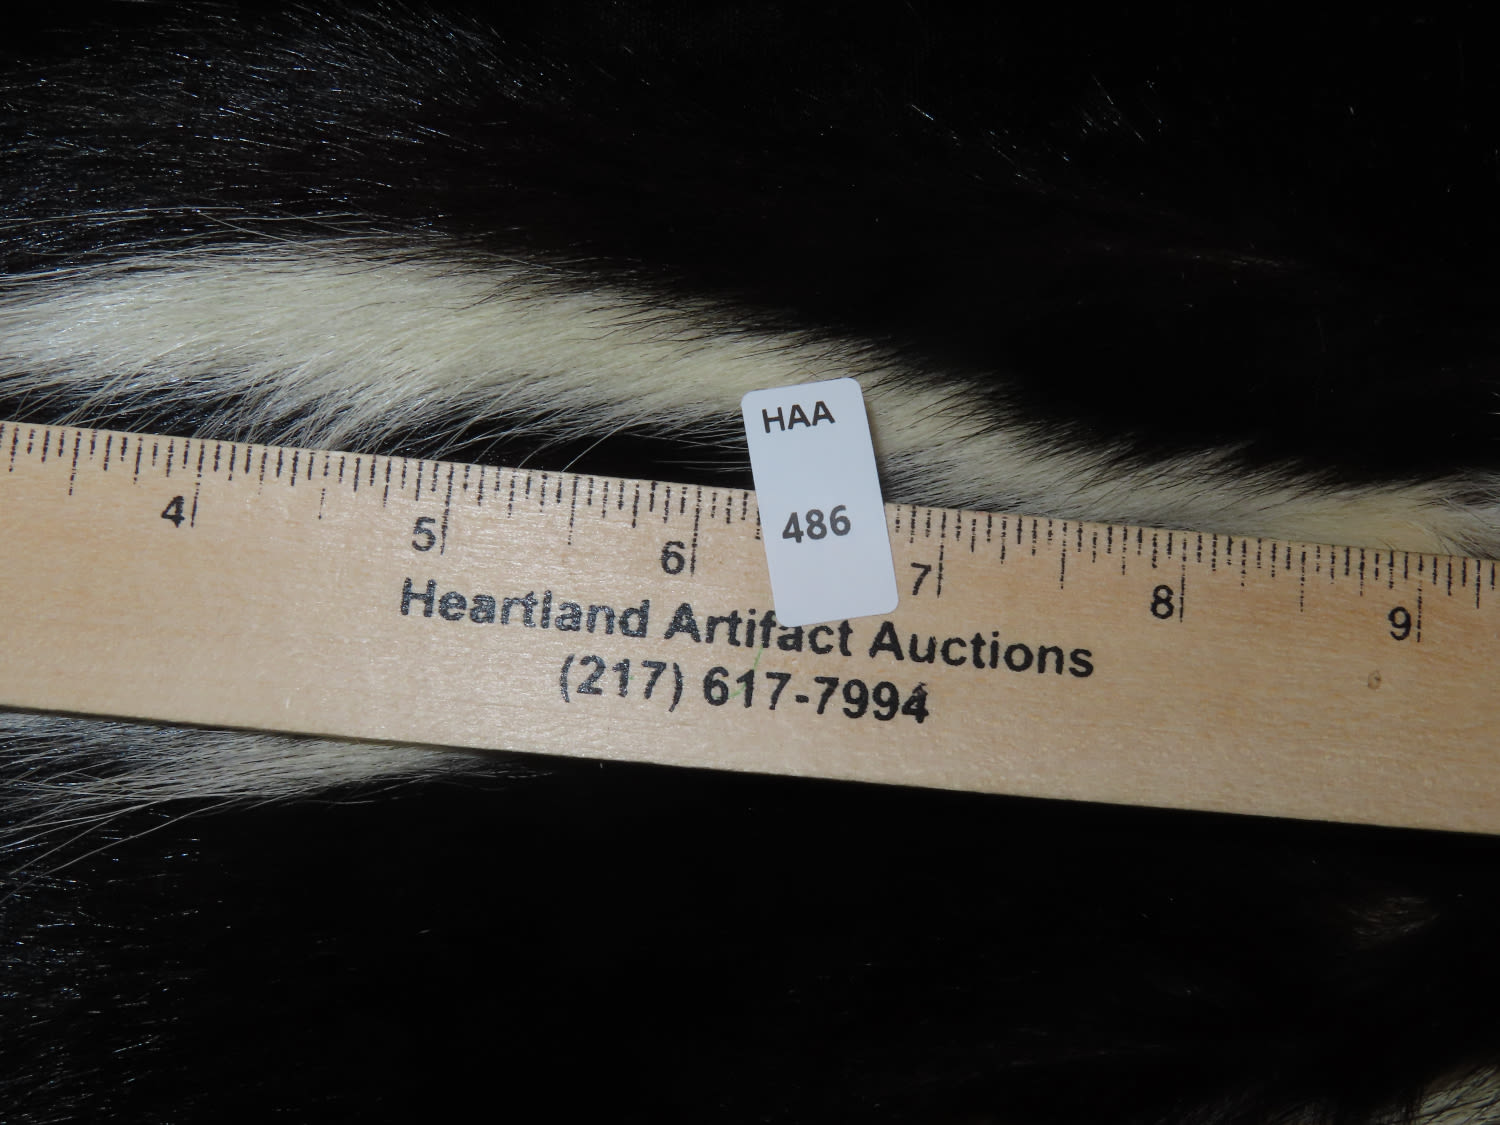 HAA
486
4 5 6 7 8 9
Heartland Artifact Auctions
(217) 617-7994